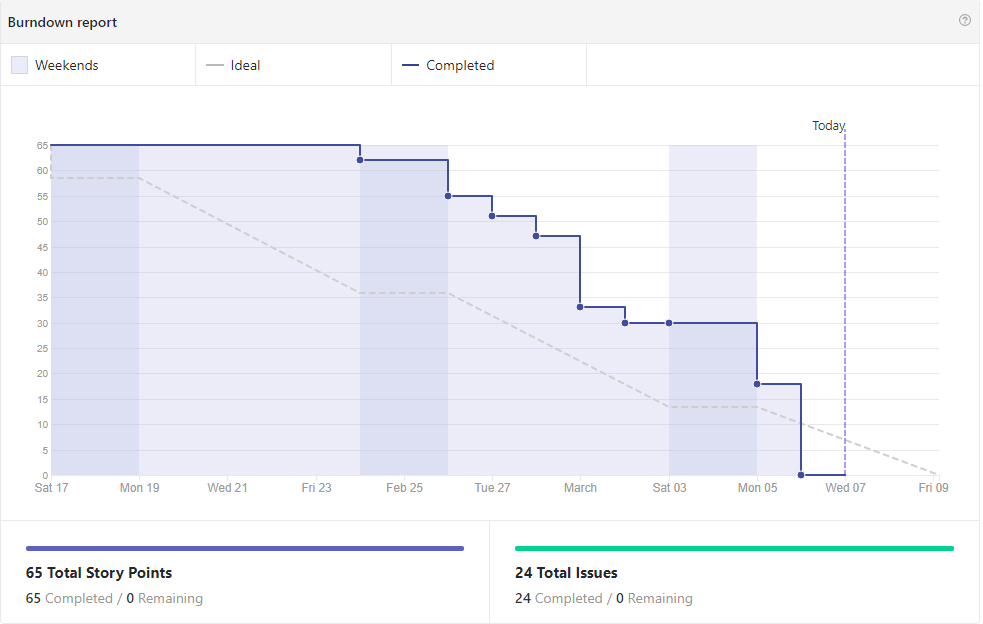 Burndown report
?
Weekends
Ideal
Completed
Today
65
60
55
50
45
40
35
30
25
20
15
10
5
0
Sat 17 Mon 19 Wed 21 Fri 23 Feb 25 Tue 27 March Sat 03 Mon 05 Wed 07 Fri 09
65 Total Story Points
65 Completed / 0 Remaining
24 Total Issues
24 Completed / 0 Remaining